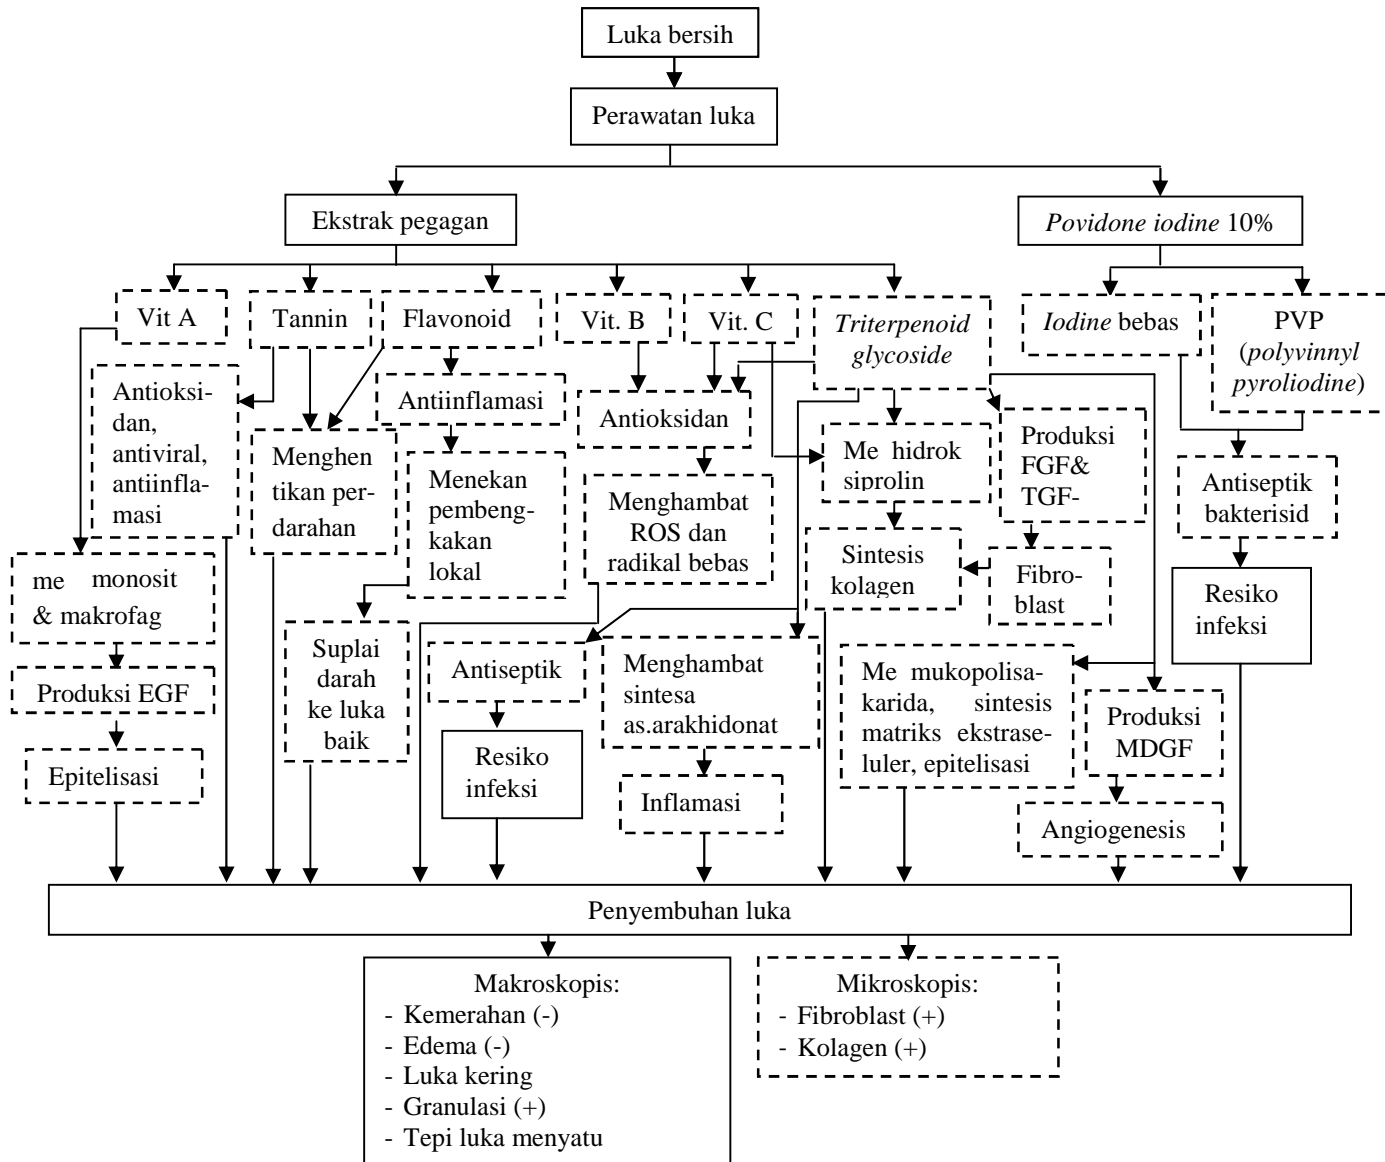 Luka bersih
Perawatan luka
Ekstrak pegagan
Povidone iodine 10%
Vit A
Tannin
Flavonoid
Vit. B
Vit. C
Triterpenoid
glycoside
Iodine bebas
PVP
(polyvinnyl
pyroliodine)
Antioksi-
dan,
antiviral,
antiinfla-
masi
Menghen
tikan per-
darahan
Antiinflamasi
Menekan
pembeng-
kakan
lokal
Antioksidan
Menghambat
ROS dan
radikal bebas
Me hidrok
siprolin
Sintesis
kolagen
Produksi
FGF&
TGF-
Fibro-
blast
Antiseptik
bakterisid
Resiko
infeksi
me monosit
& makrofag
Produksi EGF
Epitelisasi
Suplai
darah
ke luka
baik
Antiseptik
Resiko
infeksi
Menghambat
sintesa
as.arakhidonat
Inflamasi
Me mukopolisa-
karida, sintesis
matriks ekstrase-
luler, epitelisasi
Produksi
MDGF
Angiogenesis
Penyembuhan luka
Makroskopis:
- Kemerahan (-)
- Edema (-)
- Luka kering
- Granulasi (+)
- Tepi luka menyatu
Mikroskopis:
- Fibroblast (+)
- Kolagen (+)